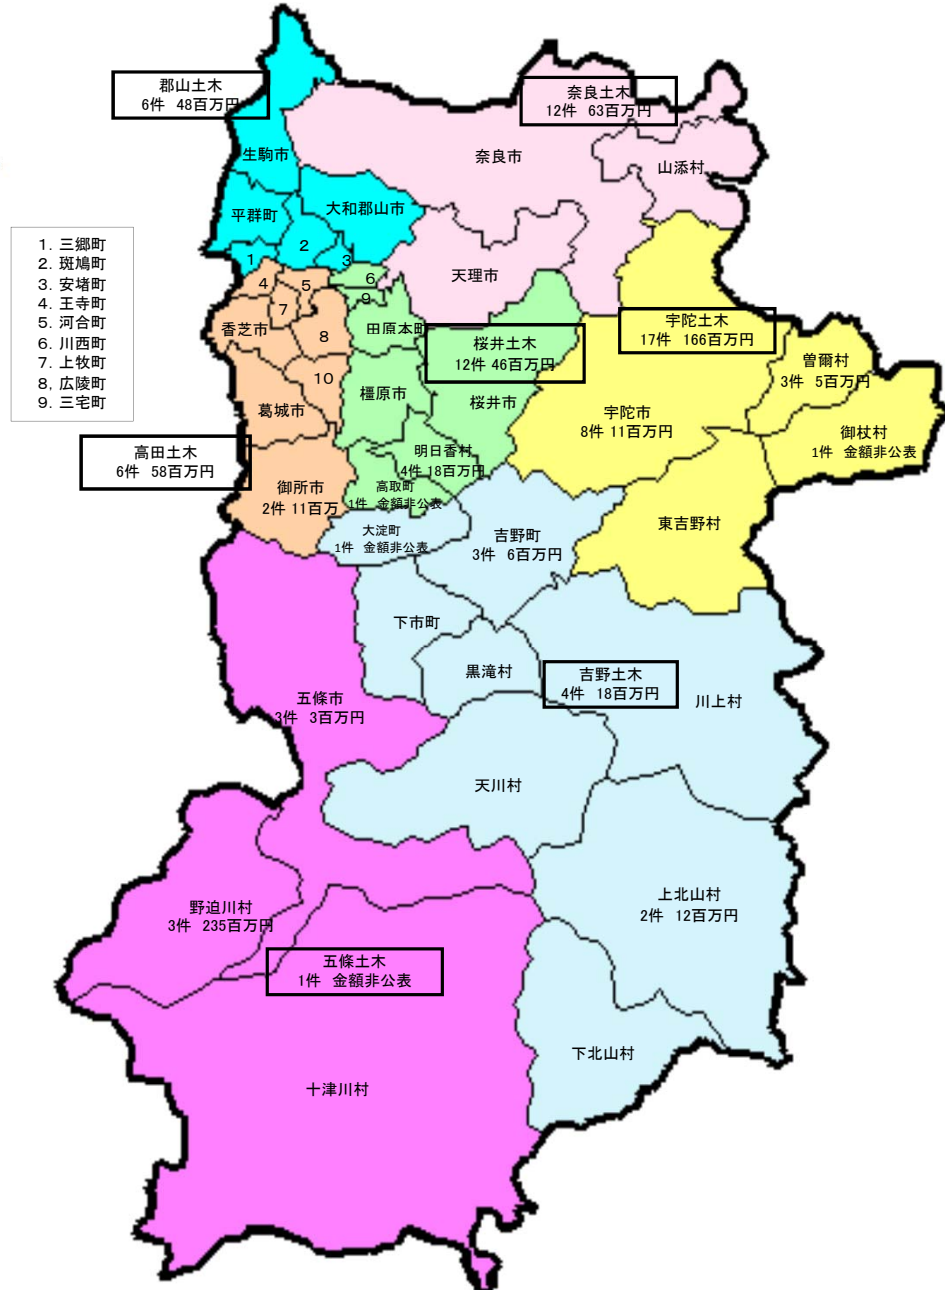 郡山土木
6件 48百万円
奈良土木
12件 63百万円
生駒市
奈良市
山添村
平群町
大和郡山市
2
1
3
天理市
1. 三郷町
2. 斑鳩町
3. 安堵町
4. 王寺町
5. 河合町
6. 川西町
7. 上牧町
8, 広陵町
9. 三宅町
4
5
6
7
9
香芝市
8
田原本町
10
葛城市
橿原市
桜井土木
12件 46百万円
桜井市
宇陀土木
17件 166百万円
曽爾村
3件 5百万円
宇陀市
8件 11百万円
御杖村
1件 金額非公表
高田土木
6件 58百万円
明日香村
4件 18百万円
御所市
2件 11百万
高取町
1件 金額非公表
大淀町
1件 金額非公表
吉野町
3件 6百万円
東吉野村
下市町
黒滝村
吉野土木
4件 18百万円
川上村
五條市
3件 3百万円
天川村
野迫川村
3件 235百万円
上北山村
2件 12百万円
五條土木
1件 金額非公表
下北山村
十津川村